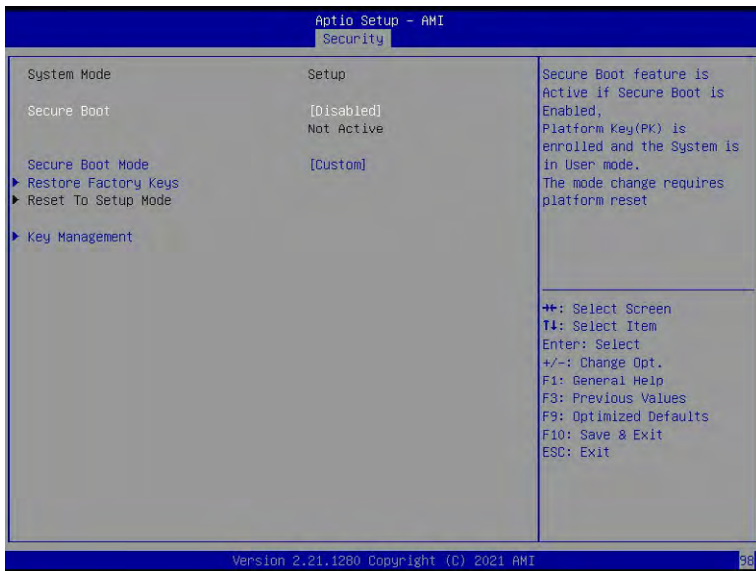 Aptio Setup - AMI
Security
System Mode Setup
Secure Boot [Disabled]
Not Active
Secure Boot Mode [Custom]
▶ Restore Factory Keys
▶ Reset To Setup Mode
▶ Key Management
Secure Boot feature is
Active if Secure Boot is
Enabled,
Platform Key(PK) is
enrolled and the System is
in User mode.
The mode change requires
platform reset
→←: Select Screen
↑↓: Select Item
Enter: Select
+/-: Change Opt.
F1: General Help
F3: Previous Values
F9: Optimized Defaults
F10: Save & Exit
ESC: Exit
Version 2.21.1280 Copyright (C) 2021 AMI
98